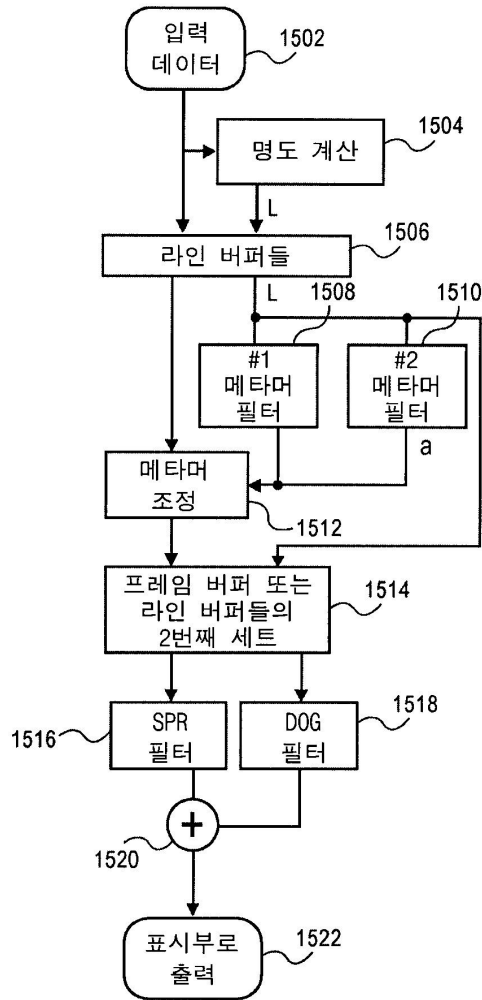 입력
데이터
1502
명도 계산
1504
L
라인 버퍼들
1506
L
1508
1510
#1
메타머
필터
#2
메타머
필터
a
메타머
조정
1512
프레임 버퍼 또는
라인 버퍼들의
2번째 세트
1514
SPR
필터
1516
DOG
필터
1518
+
1520
표시부로
출력
1522